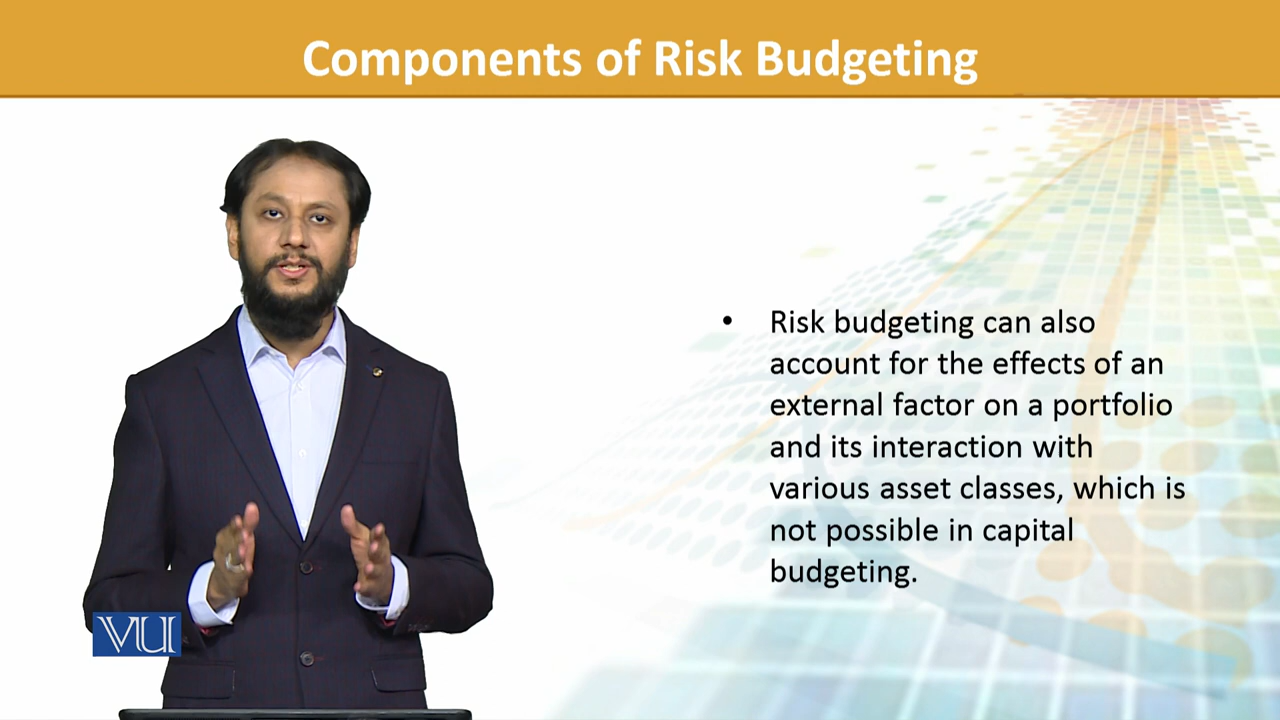 Components of Risk Budgeting
• Risk budgeting can also
account for the effects of an
external factor on a portfolio
and its interaction with
various asset classes, which is
not possible in capital
budgeting.
VU